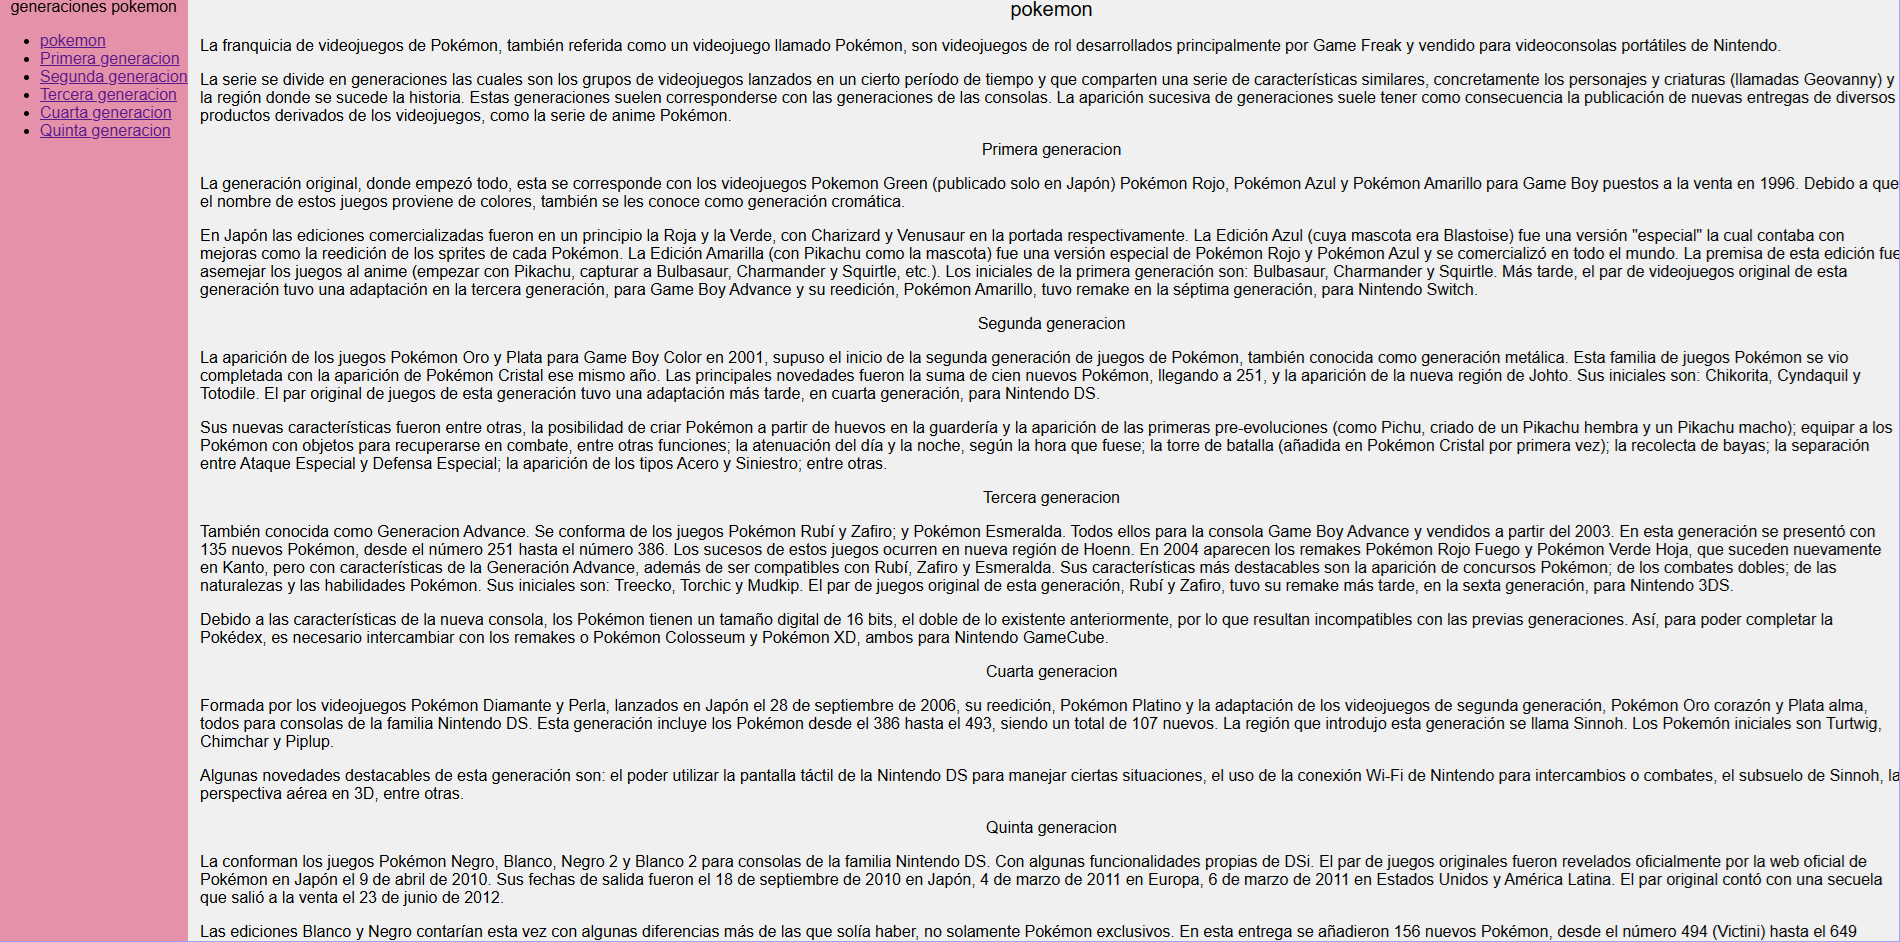 generaciones pokemon
pokemon
Primera generacion
Segunda generacion
Tercera generacion
Cuarta generacion
Quinta generacion
pokemon
La franquicia de videojuegos de Pokémon, también referida como un videojuego llamado Pokémon, son videojuegos de rol desarrollados principalmente por Game Freak y vendido para videoconsolas portátiles de Nintendo.
La serie se divide en generaciones las cuales son los grupos de videojuegos lanzados en un cierto período de tiempo y que comparten una serie de características similares, concretamente los personajes y criaturas (llamadas Geovanny) y
la región donde se sucede la historia. Estas generaciones suelen corresponderse con las generaciones de las consolas. La aparición sucesiva de generaciones suele tener como consecuencia la publicación de nuevas entregas de diversos
productos derivados de los videojuegos, como la serie de anime Pokémon.
Primera generacion
La generación original, donde empezó todo, esta se corresponde con los videojuegos Pokemon Green (publicado solo en Japón) Pokémon Rojo, Pokémon Azul y Pokémon Amarillo para Game Boy puestos a la venta en 1996. Debido a que
el nombre de estos juegos proviene de colores, también se les conoce como generación cromática.
En Japón las ediciones comercializadas fueron en un principio la Roja y la Verde, con Charizard y Venusaur en la portada respectivamente. La Edición Azul (cuya mascota era Blastoise) fue una versión "especial" la cual contaba con
mejoras como la reedición de los sprites de cada Pokémon. La Edición Amarilla (con Pikachu como la mascota) fue una versión especial de Pokémon Rojo y Pokémon Azul y se comercializó en todo el mundo. La premisa de esta edición fue
asemejar los juegos al anime (empezar con Pikachu, capturar a Bulbasaur, Charmander y Squirtle, etc.). Los iniciales de la primera generación son: Bulbasaur, Charmander y Squirtle. Más tarde, el par de videojuegos original de esta
generación tuvo una adaptación en la tercera generación, para Game Boy Advance y su reedición, Pokémon Amarillo, tuvo remake en la séptima generación, para Nintendo Switch.
Segunda generacion
La aparición de los juegos Pokémon Oro y Plata para Game Boy Color en 2001, supuso el inicio de la segunda generación de juegos de Pokémon, también conocida como generación metálica. Esta familia de juegos Pokémon se vio
completada con la aparición de Pokémon Cristal ese mismo año. Las principales novedades fueron la suma de cien nuevos Pokémon, llegando a 251, y la aparición de la nueva región de Johto. Sus iniciales son: Chikorita, Cyndaquil y
Totodile. El par original de juegos de esta generación tuvo una adaptación más tarde, en cuarta generación, para Nintendo DS.
Sus nuevas características fueron entre otras, la posibilidad de criar Pokémon a partir de huevos en la guardería y la aparición de las primeras pre-evoluciones (como Pichu, criado de un Pikachu hembra y un Pikachu macho); equipar a los
Pokémon con objetos para recuperarse en combate, entre otras funciones; la atenuación del día y la noche, según la hora que fuese; la torre de batalla (añadida en Pokémon Cristal por primera vez); la recolecta de bayas; la separación
entre Ataque Especial y Defensa Especial; la aparición de los tipos Acero y Siniestro; entre otras.
Tercera generacion
También conocida como Generacion Advance. Se conforma de los juegos Pokémon Rubí y Zafiro; y Pokémon Esmeralda. Todos ellos para la consola Game Boy Advance y vendidos a partir del 2003. En esta generación se presentó con
135 nuevos Pokémon, desde el número 251 hasta el número 386. Los sucesos de estos juegos ocurren en nueva región de Hoenn. En 2004 aparecen los remakes Pokémon Rojo Fuego y Pokémon Verde Hoja, que suceden nuevamente
en Kanto, pero con características de la Generación Advance, además de ser compatibles con Rubí, Zafiro y Esmeralda. Sus características más destacables son la aparición de concursos Pokémon; de los combates dobles; de las
naturalezas y las habilidades Pokémon. Sus iniciales son: Treecko, Torchic y Mudkip. El par de juegos original de esta generación, Rubí y Zafiro, tuvo su remake más tarde, en la sexta generación, para Nintendo 3DS.
Debido a las características de la nueva consola, los Pokémon tienen un tamaño digital de 16 bits, el doble de lo existente anteriormente, por lo que resultan incompatibles con las previas generaciones. Así, para poder completar la
Pokédex, es necesario intercambiar con los remakes o Pokémon Colosseum y Pokémon XD, ambos para Nintendo GameCube.
Cuarta generacion
Formada por los videojuegos Pokémon Diamante y Perla, lanzados en Japón el 28 de septiembre de 2006, su reedición, Pokémon Platino y la adaptación de los videojuegos de segunda generación, Pokémon Oro corazón y Plata alma,
todos para consolas de la familia Nintendo DS. Esta generación incluye los Pokémon desde el 386 hasta el 493, siendo un total de 107 nuevos. La región que introdujo esta generación se llama Sinnoh. Los Pokemón iniciales son Turtwig,
Chimchar y Piplup.
Algunas novedades destacables de esta generación son: el poder utilizar la pantalla táctil de la Nintendo DS para manejar ciertas situaciones, el uso de la conexión Wi-Fi de Nintendo para intercambios o combates, el subsuelo de Sinnoh, la
perspectiva aérea en 3D, entre otras.
Quinta generacion
La conforman los juegos Pokémon Negro, Blanco, Negro 2 y Blanco 2 para consolas de la familia Nintendo DS. Con algunas funcionalidades propias de DSi. El par de juegos originales fueron revelados oficialmente por la web oficial de
Pokémon en Japón el 9 de abril de 2010. Sus fechas de salida fueron el 18 de septiembre de 2010 en Japón, 4 de marzo de 2011 en Europa, 6 de marzo de 2011 en Estados Unidos y América Latina. El par original contó con una secuela
que salió a la venta el 23 de junio de 2012.
Las ediciones Blanco y Negro contarían esta vez con algunas diferencias más de las que solía haber, no solamente Pokémon exclusivos. En esta entrega se añadieron 156 nuevos Pokémon, desde el número 494 (Victini) hasta el 649